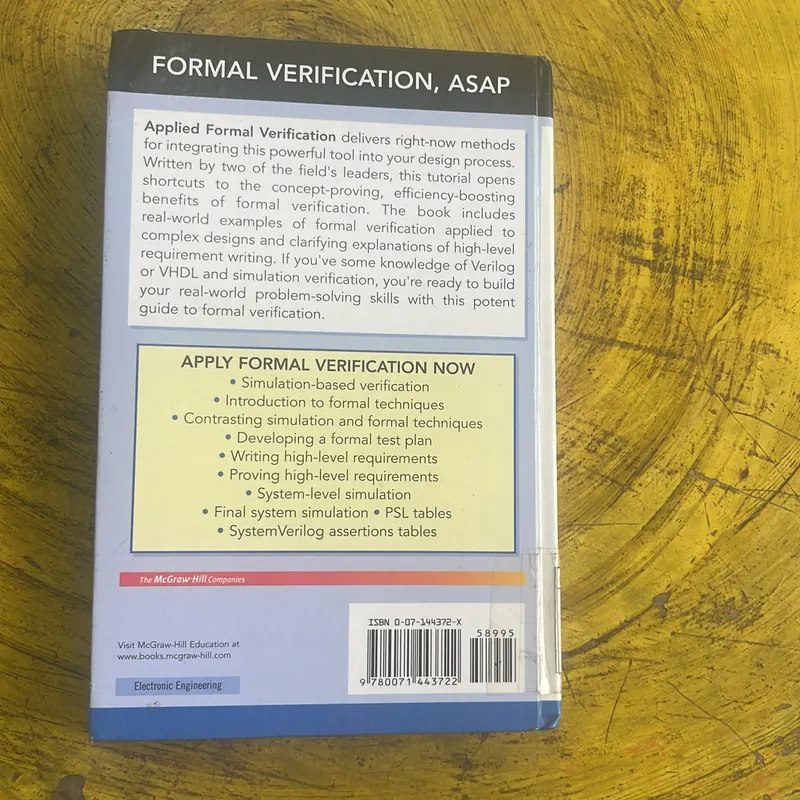 FORMAL VERIFICATION, ASAP
Applied Formal Verification delivers right-now methods
for integrating this powerful tool into your design process.
Written by two of the field's leaders, this tutorial opens
shortcuts to the concept-proving, efficiency-boosting
benefits of formal verification. The book includes
real-world examples of formal verification applied to
complex designs and clarifying explanations of high-level
requirement writing. If you've some knowledge of Verilog
or VHDL and simulation verification, you're ready to build
your real-world problem-solving skills with this potent
guide to formal verification.
APPLY FORMAL VERIFICATION NOW
• Simulation-based verification
• Introduction to formal techniques
• Contrasting simulation and formal techniques
• Developing a formal test plan
• Writing high-level requirements
• Proving high-level requirements
• System-level simulation
• Final system simulation • PSL tables
• SystemVerilog assertions tables
The McGraw-Hill Companies
Visit McGraw-Hill Education at
www.books.mcgraw-hill.com
Electronic Engineering
ISBN 0-07-144372-X
58995
9 780071 443722